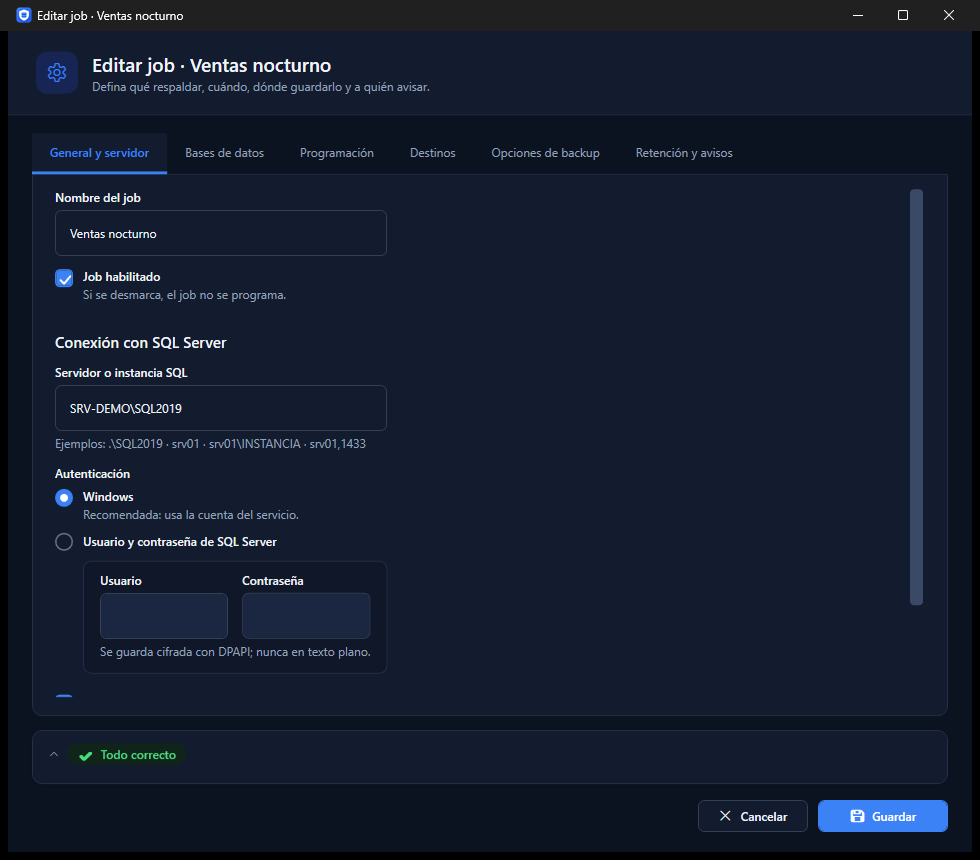 Editar job · Ventas nocturno
Editar job · Ventas nocturno
Defina qué respaldar, cuándo, dónde guardarlo y a quién avisar.
General y servidor
Bases de datos
Programación
Destinos
Opciones de backup
Retención y avisos
Nombre del job
Ventas nocturno
Job habilitado
Si se desmarca, el job no se programa.
Conexión con SQL Server
Servidor o instancia SQL
SRV-DEMO\SQL2019
Ejemplos: .\SQL2019 · srv01 · srv01\INSTANCIA · srv01,1433
Autenticación
Windows
Recomendada: usa la cuenta del servicio.
Usuario y contraseña de SQL Server
Usuario
Contraseña
Se guarda cifrada con DPAPI; nunca en texto plano.
Todo correcto
Cancelar
Guardar